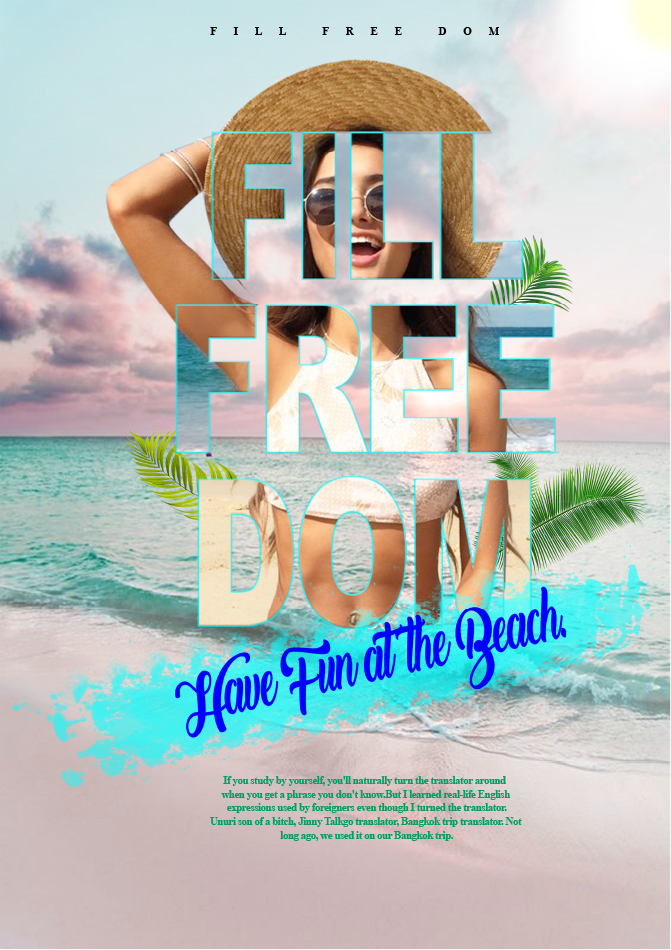 FILL FREE DOM
FILL
FREE
DOM
Have Fun at the Beach.
If you study by yourself, you'll naturally turn the translator around
when you get a phrase you don't know.But I learned real-life English
expressions used by foreigners even though I turned the translator.
Unuri son of a bitch, Jinny Talkgo translator, Bangkok trip translator. Not
long ago, we used it on our Bangkok trip.